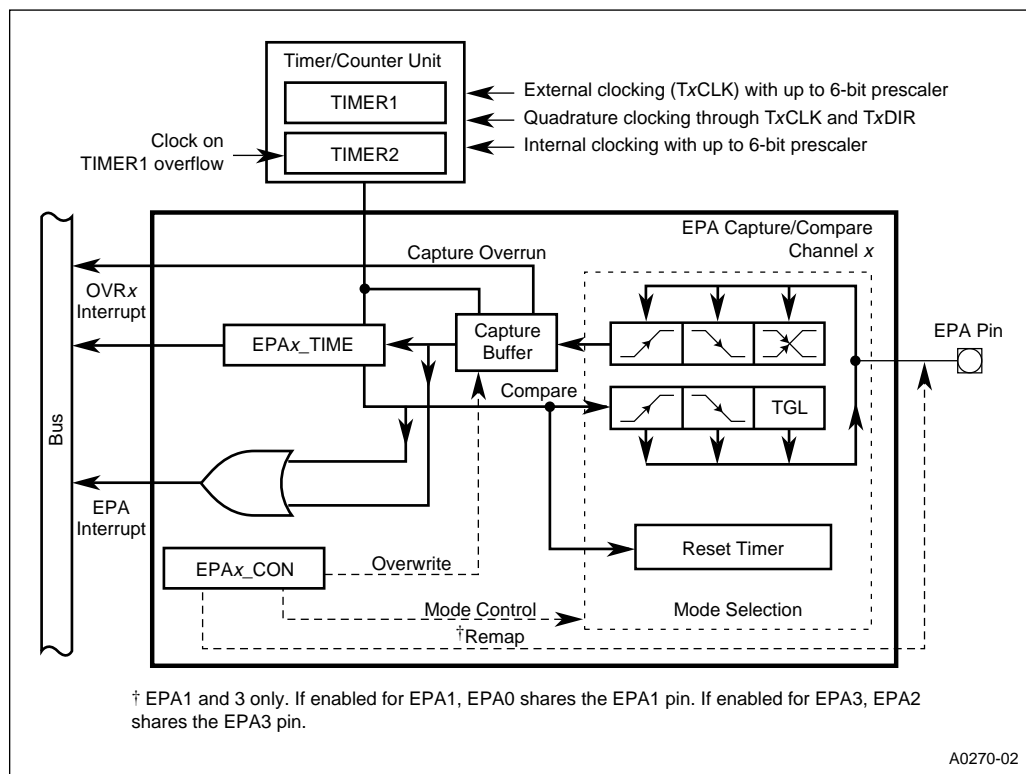 Timer/Counter Unit
TIMER1
TIMER2
External clocking (TxCLK) with up to 6-bit prescaler
Quadrature clocking through TxCLK and TxDIR
Internal clocking with up to 6-bit prescaler
Clock on
TIMER1 overflow
EPA Capture/Compare
Channel x
Capture Overrun
OVRx
Interrupt
EPAx_TIME
Capture
Buffer
EPA Pin
Compare
TGL
Bus
EPA
Interrupt
Reset Timer
EPAx_CON
Overwrite
Mode Control
Mode Selection
†Remap
† EPA1 and 3 only. If enabled for EPA1, EPA0 shares the EPA1 pin. If enabled for EPA3, EPA2
shares the EPA3 pin.
A0270-02